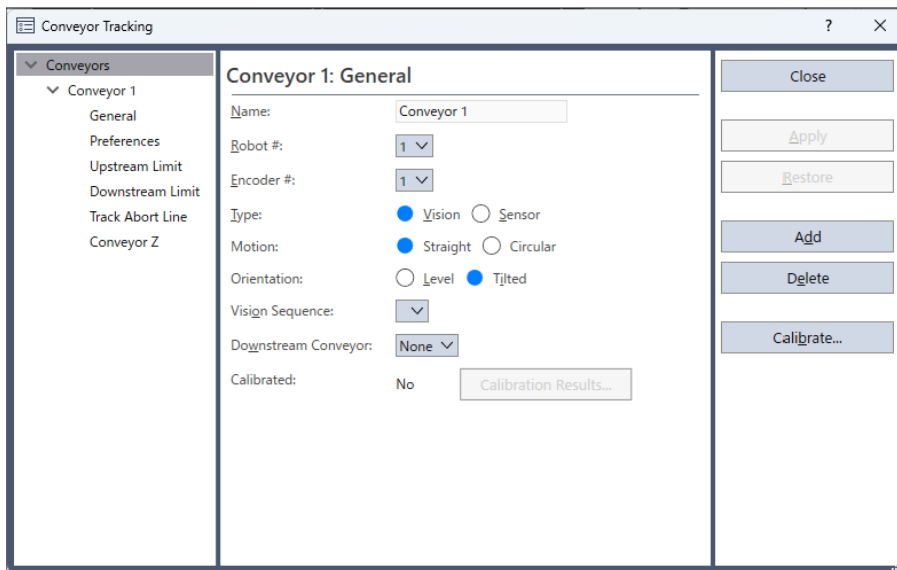 Conveyor Tracking
?
Conveyors
Conveyor 1
General
Preferences
Upstream Limit
Downstream Limit
Track Abort Line
Conveyor Z
Conveyor 1: General
Name: Conveyor 1
Robot #: 1
Encoder #: 1
Type: Vision Sensor
Motion: Straight Circular
Orientation: Level Tilted
Vision Sequence:
Downstream Conveyor: None
Calibrated: No Calibration Results...
Close
Apply
Restore
Add
Delete
Calibrate...